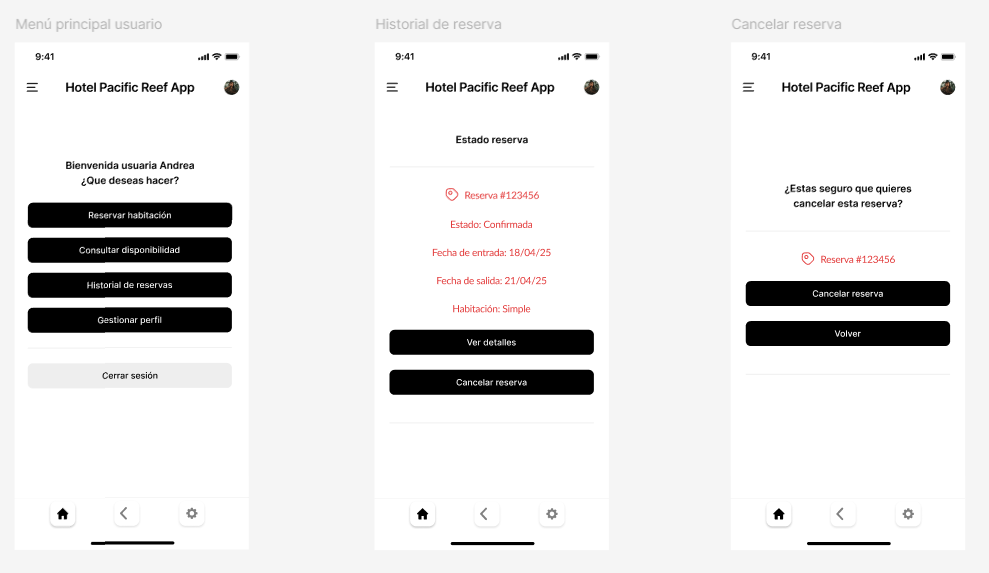 Menú principal usuario
9:41
Hotel Pacific Reef App
Bienvenida usuaria Andrea
¿Que deseas hacer?
Reservar habitación
Consultar disponibilidad
Historial de reservas
Gestionar perfil
Cerrar sesión
Historial de reserva
9:41
Hotel Pacific Reef App
Estado reserva
Reserva #123456
Estado: Confirmada
Fecha de entrada: 18/04/25
Fecha de salida: 21/04/25
Habitación: Simple
Ver detalles
Cancelar reserva
Cancelar reserva
9:41
Hotel Pacific Reef App
¿Estas seguro que quieres
cancelar esta reserva?
Reserva #123456
Cancelar reserva
Volver